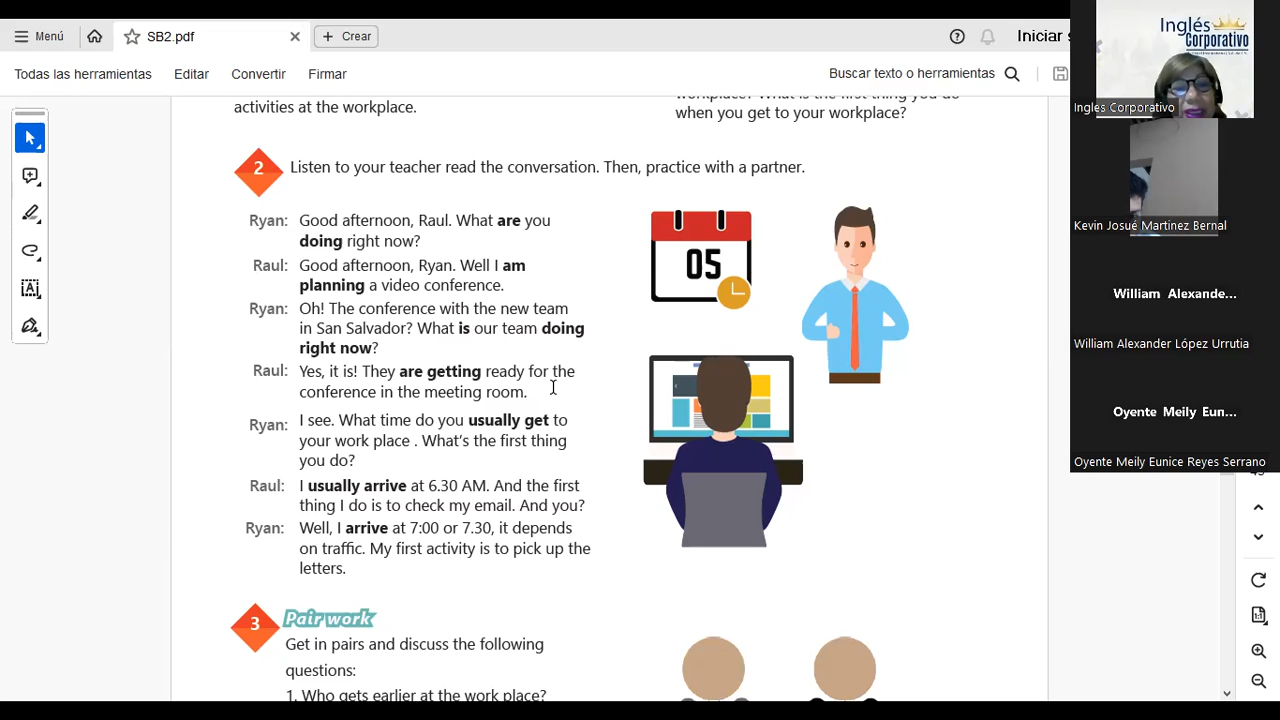 Menú
SB2.pdf
Crear
Iniciar s
Todas las herramientas
Editar
Convertir
Firmar
Buscar texto o herramientas
activities at the workplace.
workplace? What is the first thing you do
when you get to your workplace?
2 Listen to your teacher read the conversation. Then, practice with a partner.
Ryan: Good afternoon, Raul. What are you
doing right now?
Raul: Good afternoon, Ryan. Well I am
planning a video conference.
Ryan: Oh! The conference with the new team
in San Salvador? What is our team doing
right now?
Raul: Yes, it is! They are getting ready for the
conference in the meeting room.
Ryan: I see. What time do you usually get to
your work place . What's the first thing
you do?
Raul: I usually arrive at 6.30 AM. And the first
thing I do is to check my email. And you?
Ryan: Well, I arrive at 7:00 or 7.30, it depends
on traffic. My first activity is to pick up the
letters.
05
3 Pair work
Get in pairs and discuss the following
questions:
1. Who gets earlier at the work place?
Inglés
Corporativo
Ingles Corporativo
Kevin Josué Martinez Bernal
William Alexande...
William Alexander López Urrutia
Oyente Meily Eun...
Oyente Meily Eunice Reyes Serrano